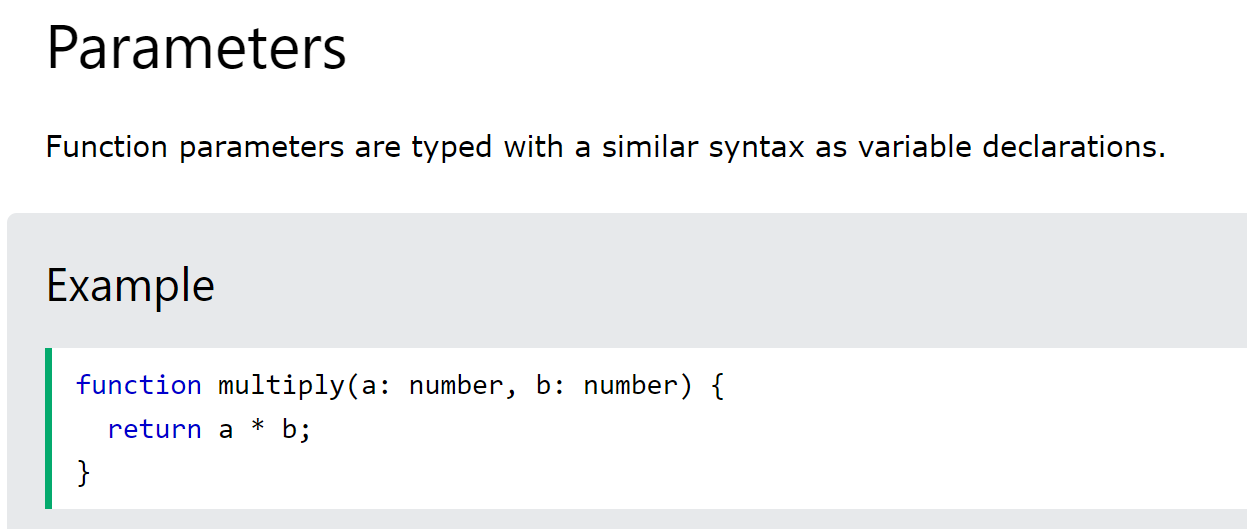 Parameters
Function parameters are typed with a similar syntax as variable declarations.
Example
function multiply(a: number, b: number) {
  return a * b;
}